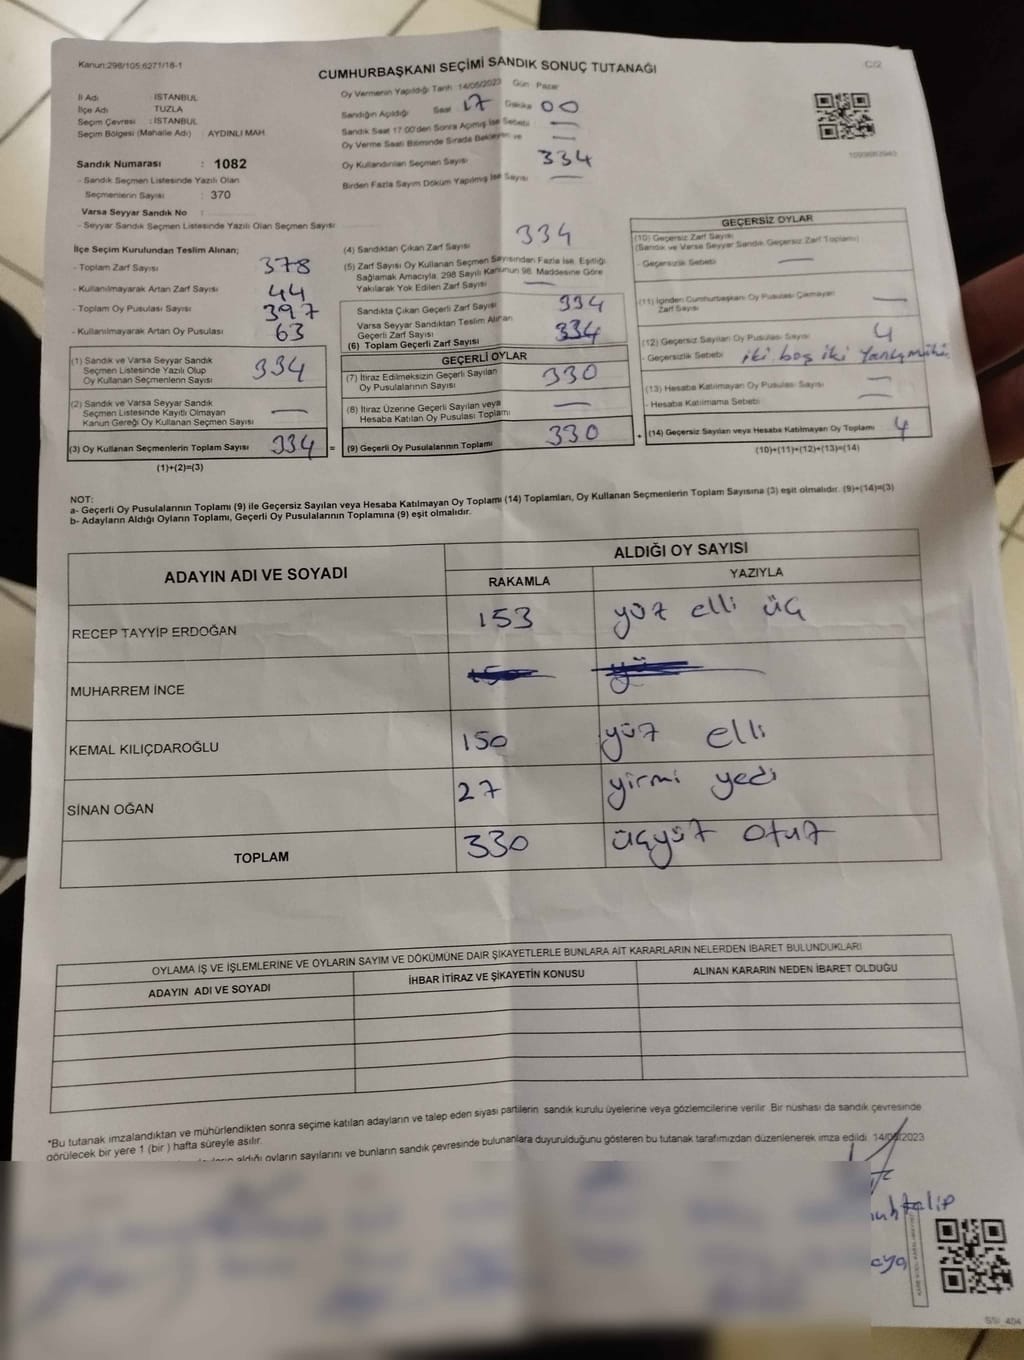 Kanun:298/105.6271/18-1
C/2
CUMHURBAŞKANI SEÇİMİ SANDIK SONUÇ TUTANAĞI
İl Adı : İSTANBUL
İlçe Adı : TUZLA
Seçim Çevresi : İSTANBUL
Seçim Bölgesi (Mahalle Adı) : AYDINLI MAH
Sandık Numarası : 1082
- Sandık Seçmen Listesinde Yazılı Olan
Seçmenlerin Sayısı : 370
Varsa Seyyar Sandık No :
- Seyyar Sandık Seçmen Listesinde Yazılı Olan Seçmen Sayısı :
Oy Vermenin Yapıldığı Tarih : 14/05/2023 Gün : Pazar
Sandığın Açıldığı Saat : 17 Dakika 00
Sandık Saat 17:00'den Sonra Açılmış İse Sebebi : —
Oy Verme Saati Bitiminde Sırada Bekleyen —
Oy Kullandırılan Seçmen Sayısı 334
Birden Fazla Sayım Döküm Yapılmış İse Sayısı —
İlçe Seçim Kurulundan Teslim Alınan;
- Toplam Zarf Sayısı 378
- Kullanılmayarak Artan Zarf Sayısı 44
- Toplam Oy Pusulası Sayısı 397
- Kullanılmayarak Artan Oy Pusulası 63
(1) Sandık ve Varsa Seyyar Sandık
Seçmen Listesinde Yazılı Olup
Oy Kullanan Seçmenlerin Sayısı 334
(2) Sandık ve Varsa Seyyar Sandık
Seçmen Listesinde Kayıtlı Olmayan
Kanun Gereği Oy Kullanan Seçmen Sayısı —
(3) Oy Kullanan Seçmenlerin Toplam Sayısı 334 =
(1)+(2)=(3)
(4) Sandıktan Çıkan Zarf Sayısı 334
(5) Zarf Sayısı Oy Kullanan Seçmen Sayısından Fazla İse, Eşitliği
Sağlamak Amacıyla, 298 Sayılı Kanunun 98. Maddesine Göre
Yakılarak Yok Edilen Zarf Sayısı —
Sandıkta Çıkan Geçerli Zarf Sayısı 334
Varsa Seyyar Sandıktan Teslim Alınan
Geçerli Zarf Sayısı
(6) Toplam Geçerli Zarf Sayısı 334
GEÇERLİ OYLAR
(7) İtiraz Edilmeksizin Geçerli Sayılan
Oy Pusulalarının Sayısı 330
(8) İtiraz Üzerine Geçerli Sayılan veya
Hesaba Katılan Oy Pusulası Toplamı —
(9) Geçerli Oy Pusulalarının Toplamı 330 +
GEÇERSİZ OYLAR
(10) Geçersiz Zarf Sayısı
(Sandık ve Varsa Seyyar Sandık Geçersiz Zarf Toplamı)
- Geçersizlik Sebebi —
(11) İçinden Cumhurbaşkanı Oy Pusulası Çıkmayan
Zarf Sayısı —
(12) Geçersiz Sayılan Oy Pusulası Sayısı 4
- Geçersizlik Sebebi iki boş iki
(13) Hesaba Katılmayan Oy Pusulası Sayısı —
- Hesaba Katılmama Sebebi —
(14) Geçersiz Sayılan veya Hesaba Katılmayan Oy Toplamı 4
(10)+(11)+(12)+(13)=(14)
NOT:
a- Geçerli Oy Pusulalarının Toplamı (9) ile Geçersiz Sayılan veya Hesaba Katılmayan Oy Toplamı (14) Toplamları, Oy Kullanan Seçmenlerin Toplam Sayısına (3) eşit olmalıdır. (9)+(14)=(3)
b- Adayların Aldığı Oyların Toplamı, Geçerli Oy Pusulalarının Toplamına (9) eşit olmalıdır.
ADAYIN ADI VE SOYADI
ALDIĞI OY SAYISI
RAKAMLA YAZIYLA
RECEP TAYYİP ERDOĞAN 153 yüz elli üç
MUHARREM İNCE
KEMAL KILIÇDAROĞLU 150 yüz elli
SİNAN OĞAN 27 yirmi yedi
TOPLAM 330 üçyüz otuz
OYLAMA İŞ VE İŞLEMLERİNE VE OYLARIN SAYIM VE DÖKÜMÜNE DAİR ŞİKAYETLERLE BUNLARA AİT KARARLARIN NELERDEN İBARET BULUNDUKLARI
ADAYIN ADI VE SOYADI İHBAR İTİRAZ VE ŞİKAYETİN KONUSU ALINAN KARARIN NEDEN İBARET OLDUĞU
*Bu tutanak imzalandıktan ve mühürlendikten sonra seçime katılan adayların ve talep eden siyasi partilerin sandık kurulu üyelerine veya gözlemcilerine verilir. Bir nüshası da sandık çevresinde
görülecek bir yere 1 (bir) hafta süreyle asılır.
aldığı oyların sayılarını ve bunların sandık çevresinde bulunanlara duyurulduğunu gösteren bu tutanak tarafımızdan düzenlenerek imza edildi. 14/05/2023